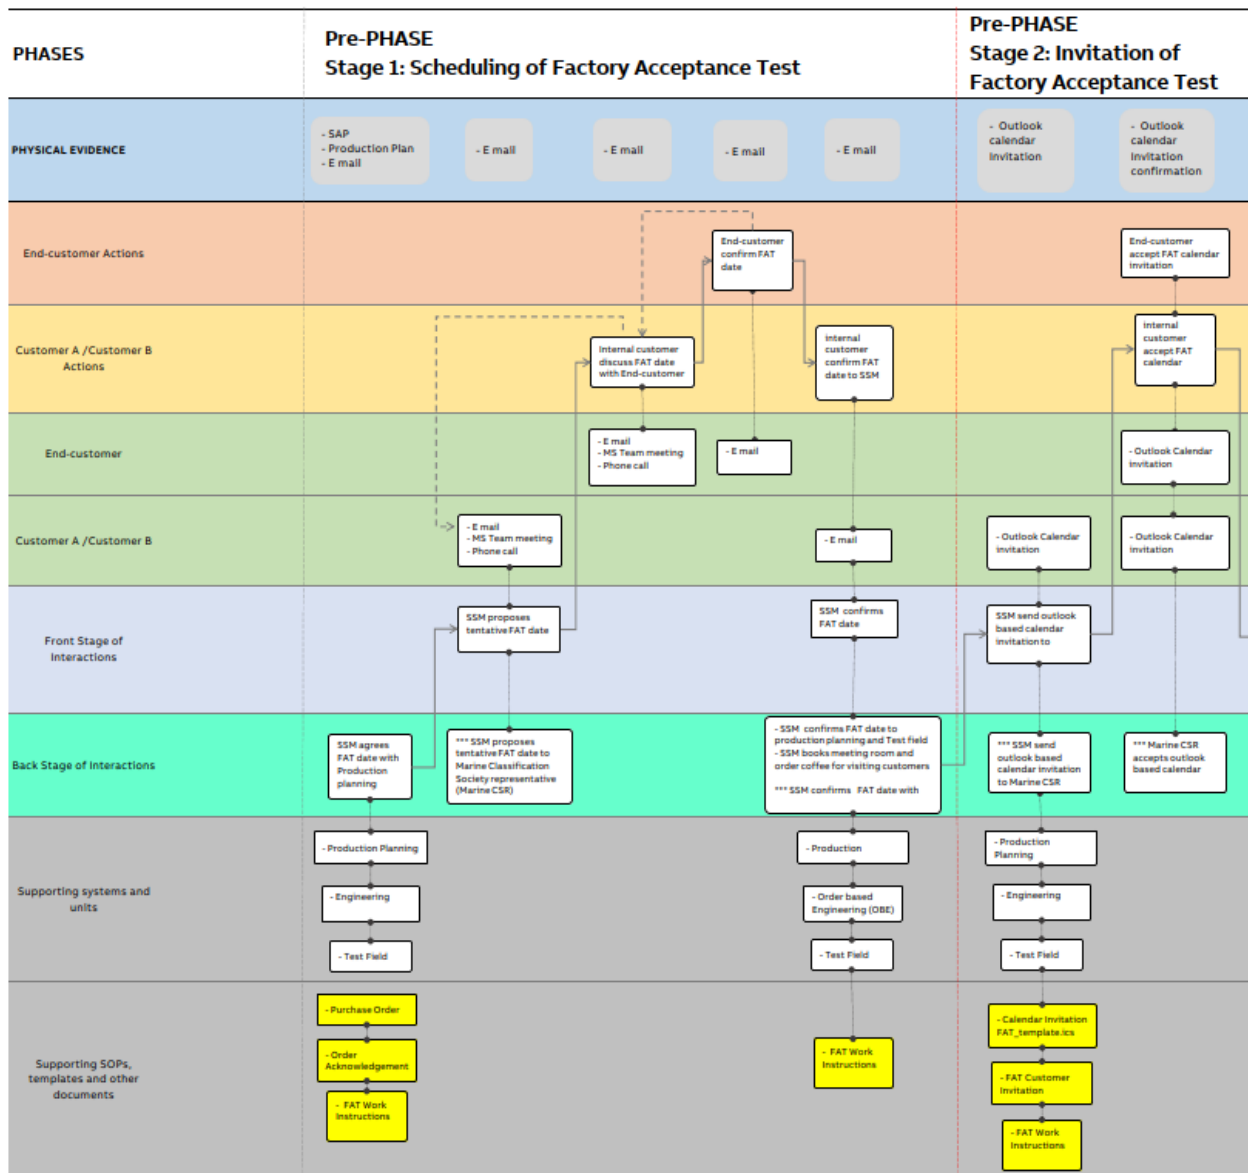 PHASES
Pre-PHASE
Stage 1: Scheduling of Factory Acceptance Test
Pre-PHASE
Stage 2: Invitation of
Factory Acceptance Test
PHYSICAL EVIDENCE
- SAP
- Production Plan
- E mail
- E mail
- E mail
- E mail
- E mail
- Outlook
calendar
Invitation
- Outlook
calendar
Invitation
confirmation
End-customer Actions
End-customer
confirm FAT
date
End-customer
accept FAT calendar
invitation
Customer A /Customer B
Actions
Internal customer
discuss FAT date
with End-customer
internal
customer
confirm FAT
date to SSM
internal
customer
accept FAT
calendar
End-customer
- E mail
- MS Team meeting
- Phone call
- E mail
- Outlook Calendar
invitation
Customer A /Customer B
- E mail
- MS Team meeting
- Phone call
- E mail
- Outlook Calendar
invitation
- Outlook Calendar
invitation
Front Stage of
Interactions
SSM proposes
tentative FAT date
SSM confirms
FAT date
SSM send outlook
based calendar
invitation to
Back Stage of Interactions
SSM agrees
FAT date with
Production
planning
*** SSM proposes
tentative FAT date to
Marine Classification
Society representative
(Marine CSR)
- SSM confirms FAT date to
production planning and Test field
- SSM books meeting room and
order coffee for visiting customers
*** SSM confirms FAT date with
*** SSM send
outlook based
calendar invitation
to Marine CSR
*** Marine CSR
accepts outlook
based calendar
Supporting systems and
units
- Production Planning
- Engineering
- Test Field
- Production
- Order based
Engineering (OBE)
- Test Field
- Production
Planning
- Engineering
- Test Field
Supporting SOPs,
templates and other
documents
- Purchase Order
- Order
Acknowledgement
- FAT Work
Instructions
- FAT Work
Instructions
- Calendar Invitation
FAT_template.ics
- FAT Customer
Invitation
- FAT Work
Instructions